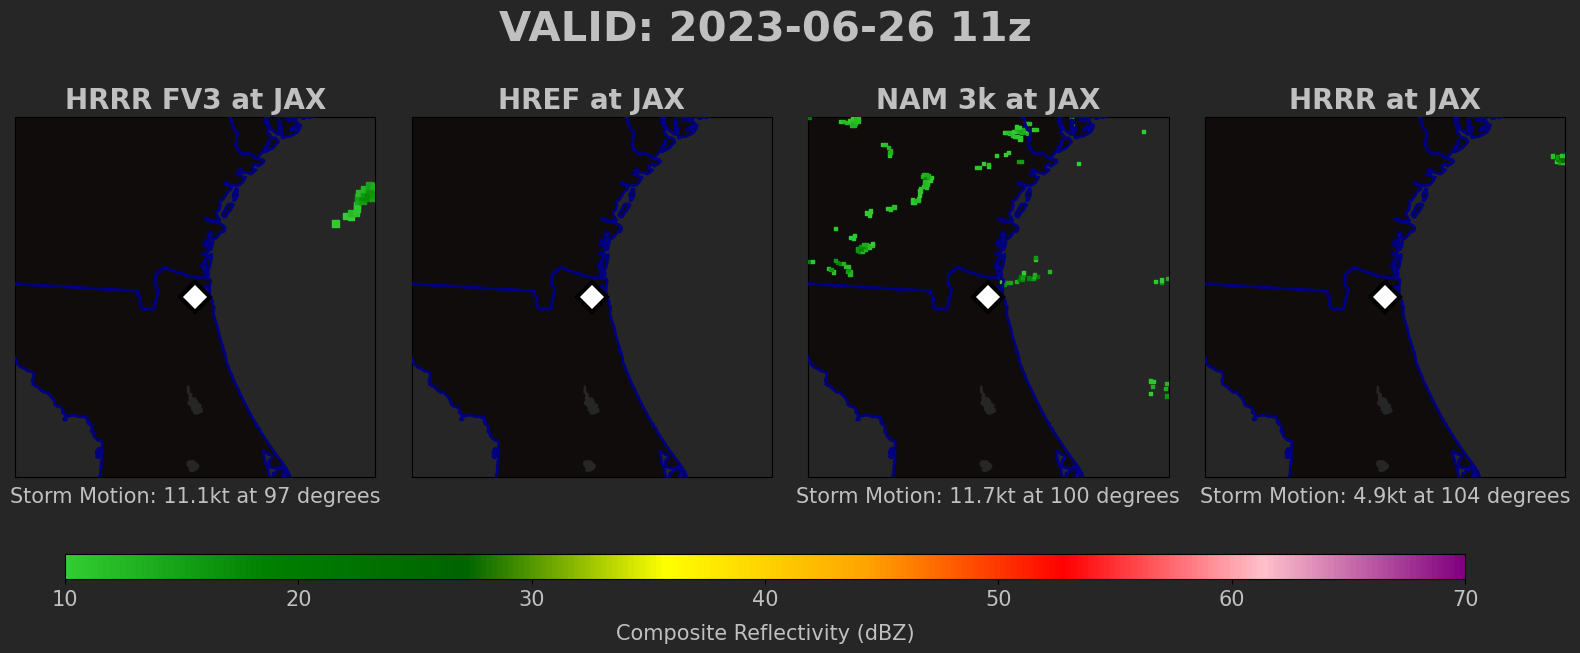 VALID: 2023-06-26 11z
HRRR FV3 at JAX
HREF at JAX
NAM 3k at JAX
HRRR at JAX
Storm Motion: 11.1kt at 97 degrees
Storm Motion: 11.7kt at 100 degrees
Storm Motion: 4.9kt at 104 degrees
10 20 30 40 50 60 70
Composite Reflectivity (dBZ)